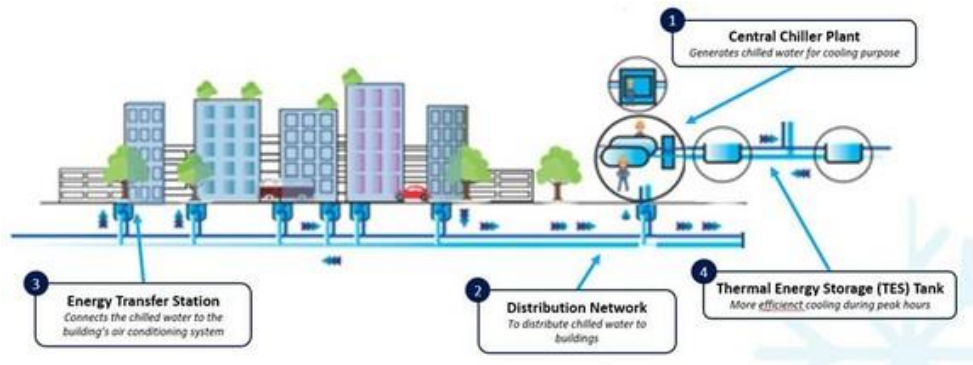 1
Central Chiller Plant
Generates chilled water for cooling purpose
3
Energy Transfer Station
Connects the chilled water to the
building's air conditioning system
2
Distribution Network
To distribute chilled water to
buildings
4
Thermal Energy Storage (TES) Tank
More efficienct cooling during peak hours